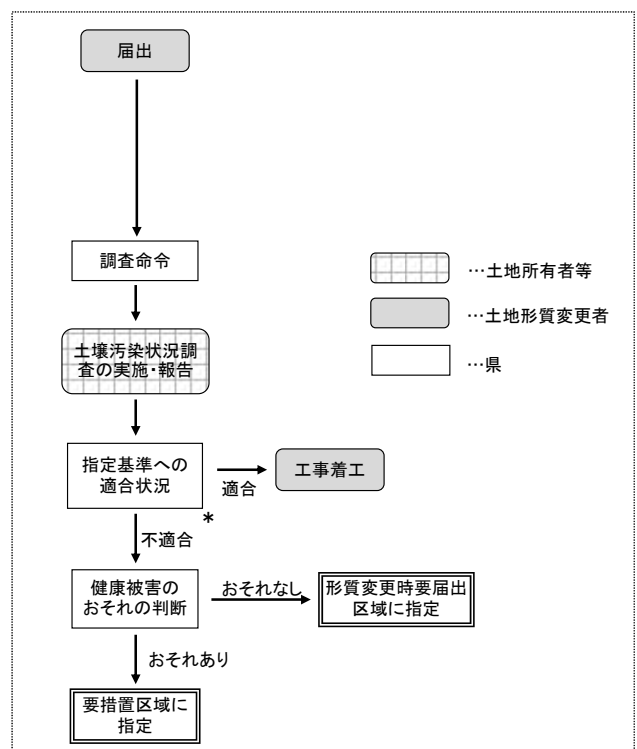 届出
調査命令
…土地所有者等
…土地形質変更者
土壌汚染状況調
査の実施・報告
…県
指定基準への
適合状況
適合
工事着工
*
不適合
健康被害の
おそれの判断
おそれなし
形質変更時要届出
区域に指定
おそれあり
要措置区域に
指定